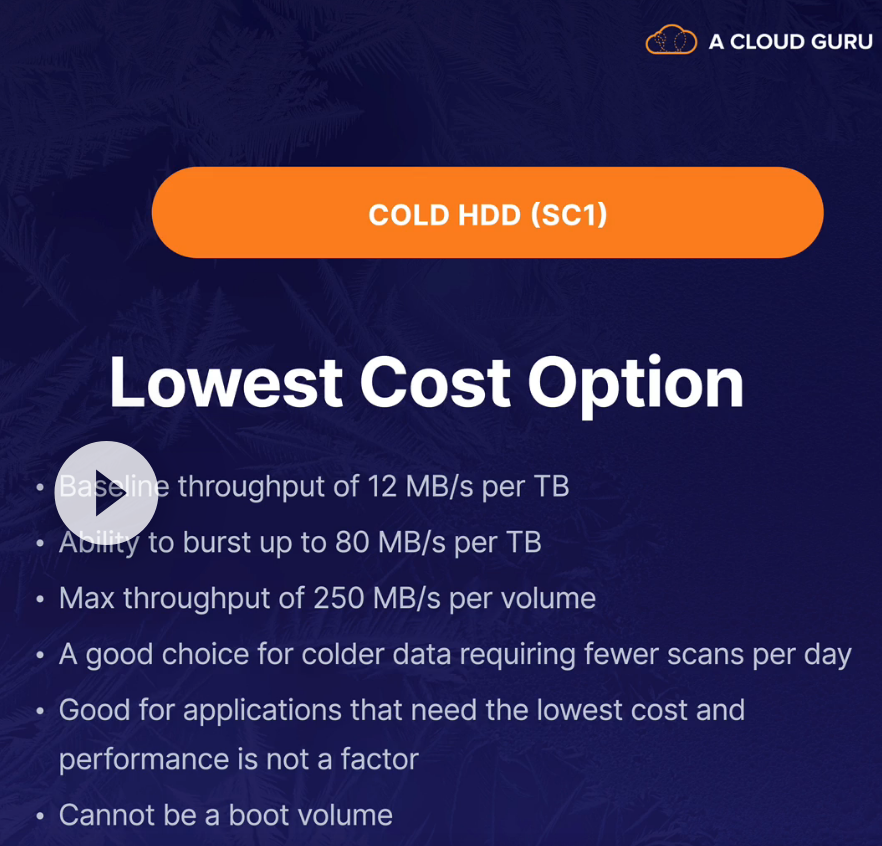 A CLOUD GURU
COLD HDD (SC1)
Lowest Cost Option
• Baseline throughput of 12 MB/s per TB
• Ability to burst up to 80 MB/s per TB
• Max throughput of 250 MB/s per volume
• A good choice for colder data requiring fewer scans per day
• Good for applications that need the lowest cost and
performance is not a factor
• Cannot be a boot volume